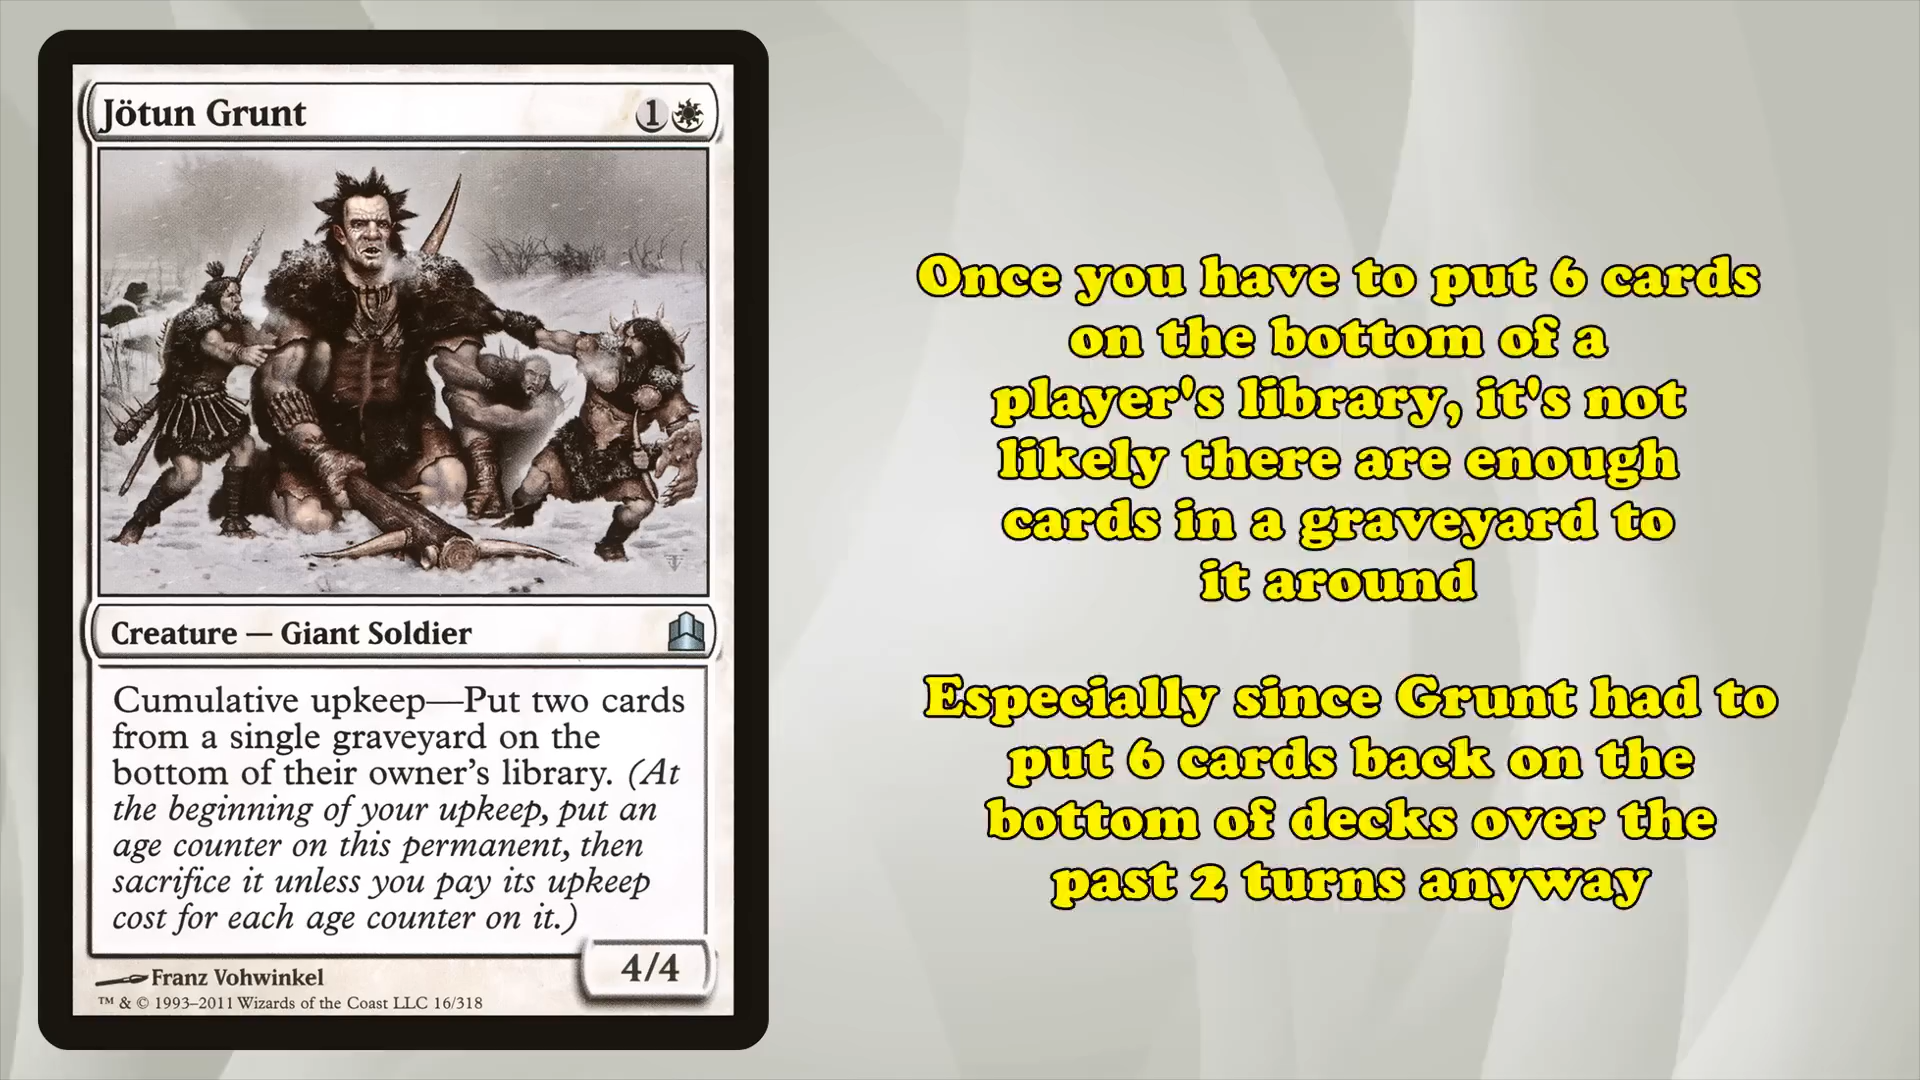 Jötun Grunt
1
Creature — Giant Soldier
Cumulative upkeep—Put two cards
from a single graveyard on the
bottom of their owner's library. (At
the beginning of your upkeep, put an
age counter on this permanent, then
sacrifice it unless you pay its upkeep
cost for each age counter on it.)
4/4
Franz Vohwinkel
™ & © 1993–2011 Wizards of the Coast LLC 16/318
Once you have to put 6 cards
on the bottom of a
player's library, it's not
likely there are enough
cards in a graveyard to
it around
Especially since Grunt had to
put 6 cards back on the
bottom of decks over the
past 2 turns anyway